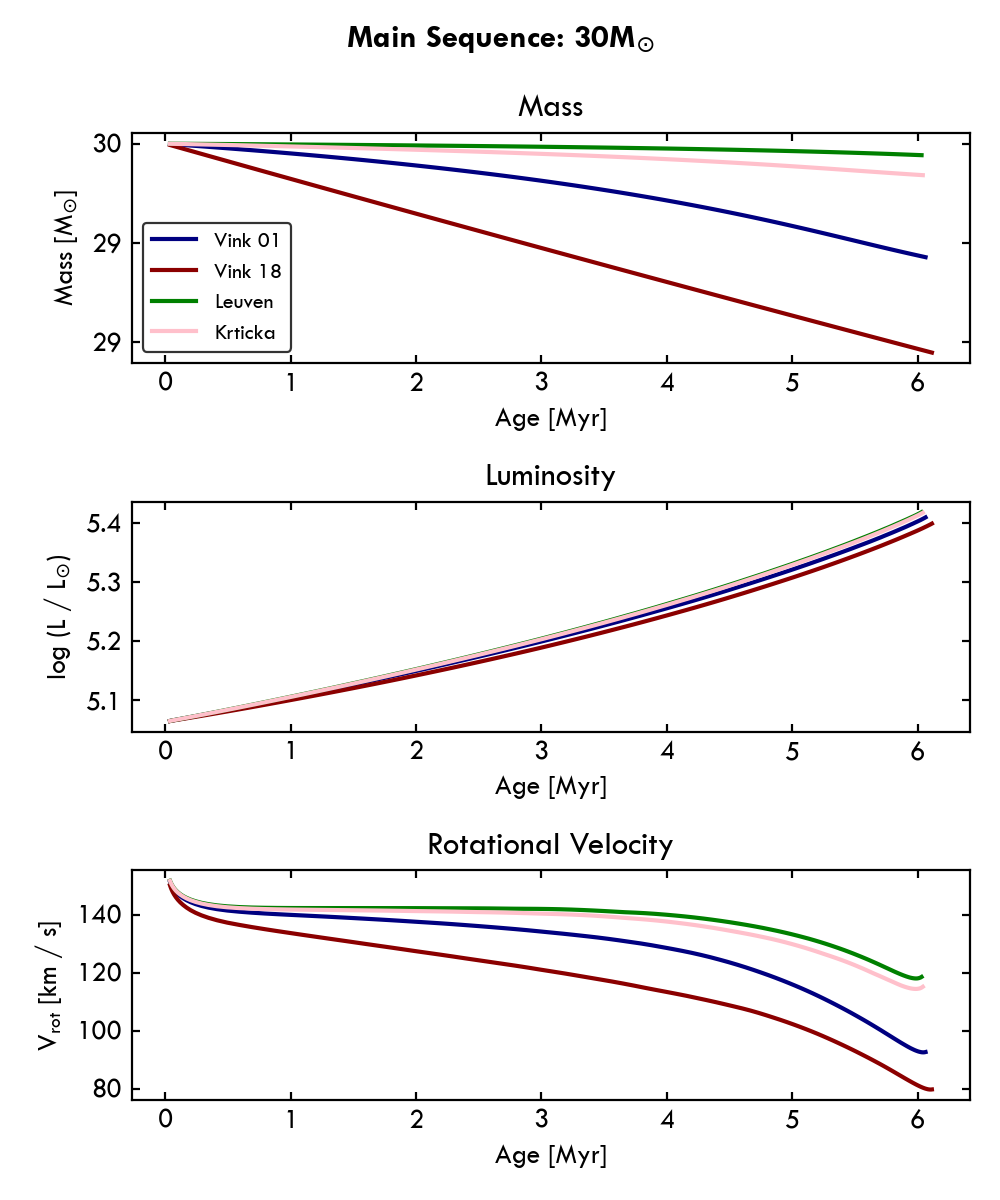 Main Sequence: 30M☉
Mass
Mass [M☉]
30
29
29
Vink 01
Vink 18
Leuven
Krticka
0 1 2 3 4 5 6
Age [Myr]
Luminosity
log (L / L☉)
5.4
5.3
5.2
5.1
0 1 2 3 4 5 6
Age [Myr]
Rotational Velocity
Vrot [km / s]
140
120
100
80
0 1 2 3 4 5 6
Age [Myr]